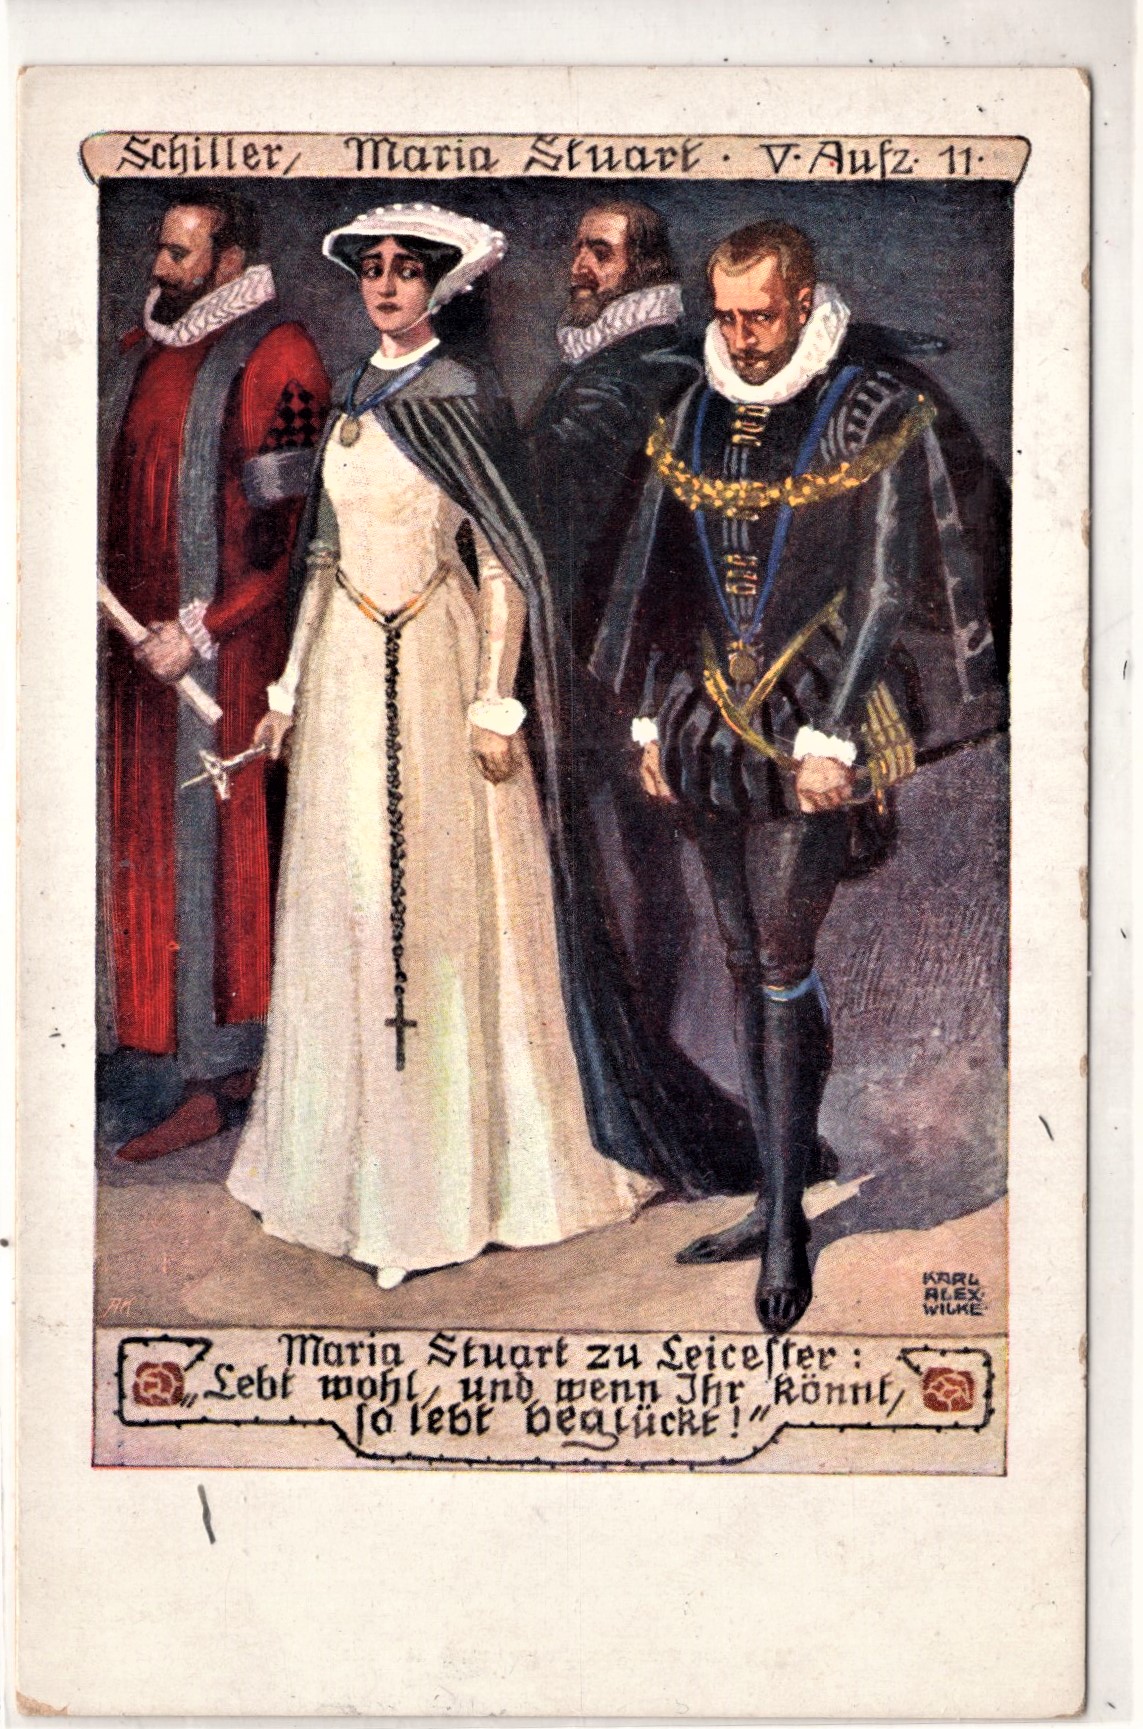 Schiller, Maria Stuart · V· Aufz· 11·
KARL
ALEX·
WILKE·
AK
Maria Stuart zu Leicester:
„Lebt wohl, und wenn Ihr könnt,
so lebt beglückt!“